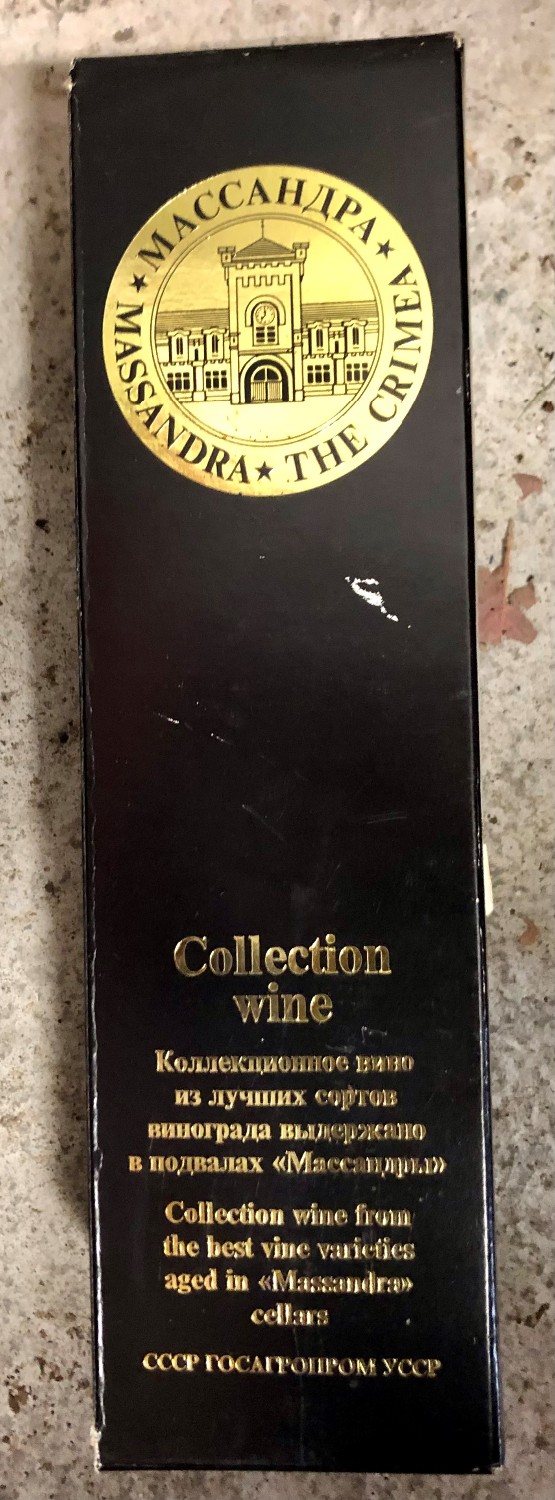 ★ МАССАНДРА ★
MASSANDRA ★ THE CRIMEA
Collection
wine
Коллекционное вино
из лучших сортов
винограда выдержано
в подвалах «Массандры»
Collection wine from
the best vine varieties
aged in «Massandra»
cellars
СССР ГОСАГРОПРОМ УССР